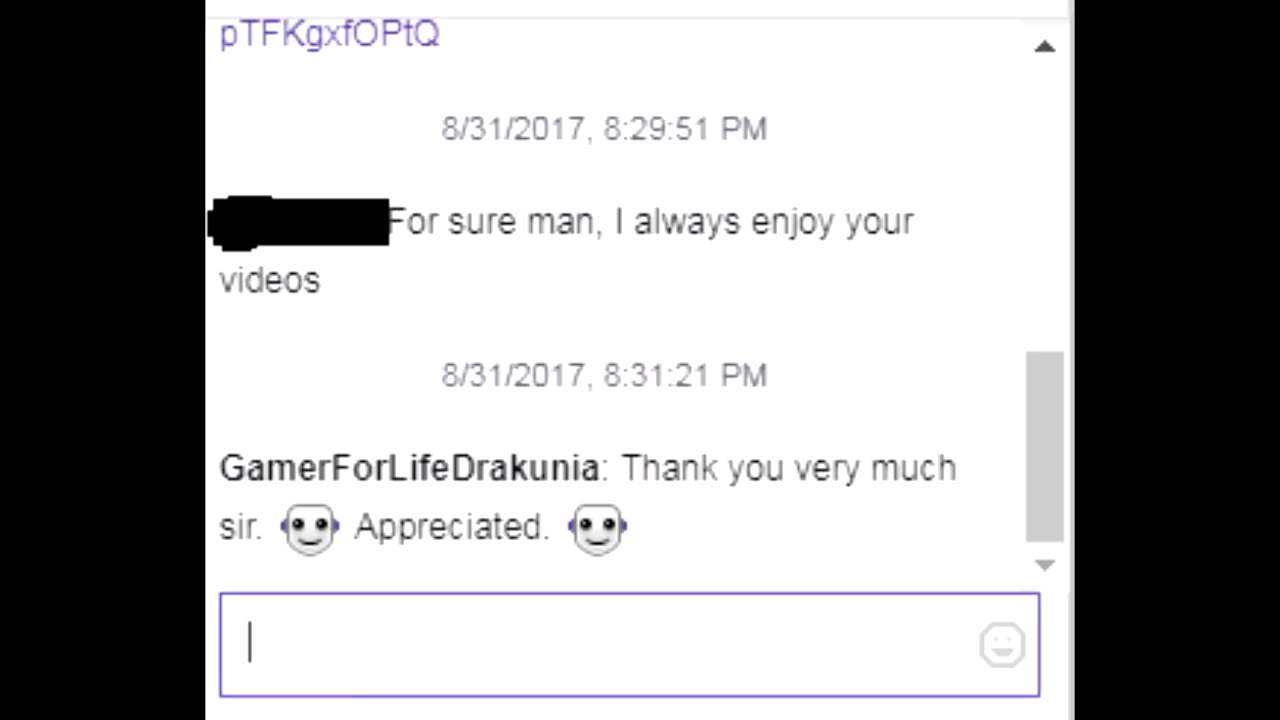 pTFKgxfOPtQ
8/31/2017, 8:29:51 PM
For sure man, I always enjoy your
videos
8/31/2017, 8:31:21 PM
GamerForLifeDrakunia: Thank you very much
sir. Appreciated.